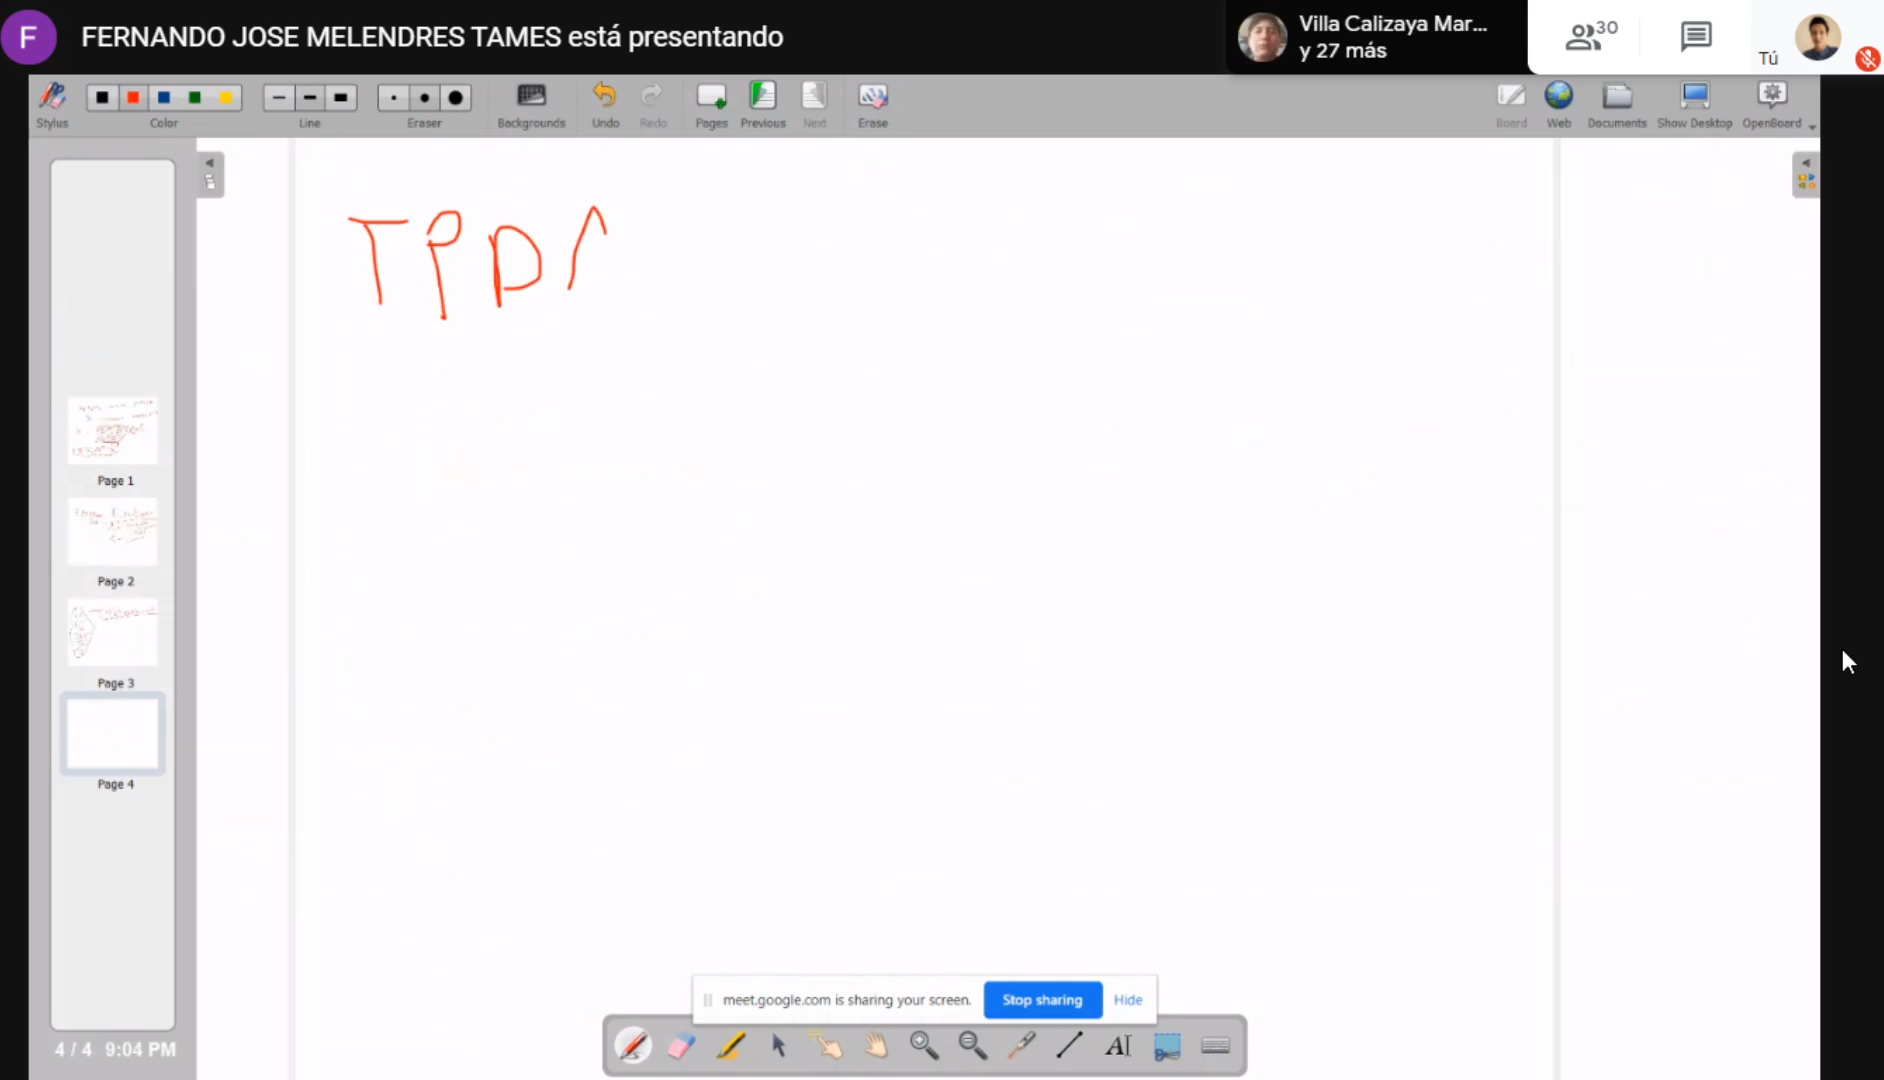 F FERNANDO JOSE MELENDRES TAMES está presentando
Villa Calizaya Mar...
y 27 más
30
Tú
Stylus Color Line Eraser Backgrounds Undo Redo Pages Previous Next Erase Board Web Documents Show Desktop OpenBoard
TPD
Page 1
Page 2
Page 3
Page 4
meet.google.com is sharing your screen. Stop sharing Hide
4 / 4 9:04 PM
AI